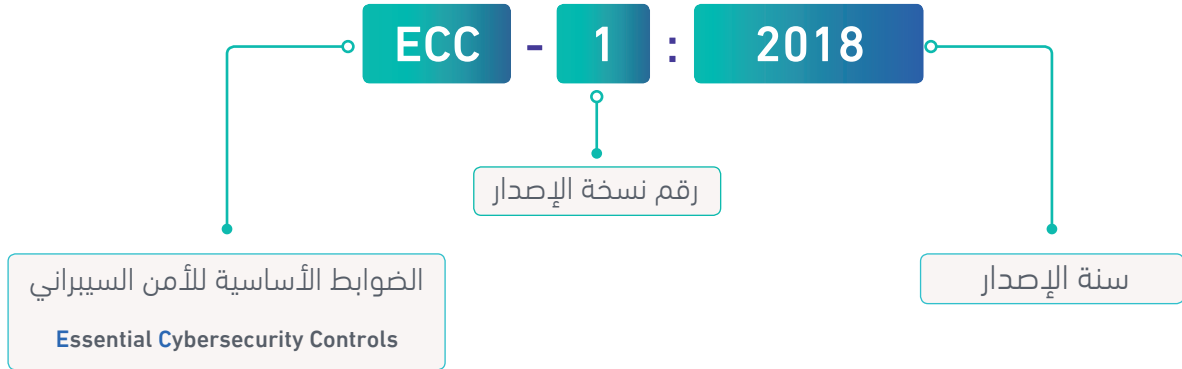 ECC - 1 : 2018
رقم نسخة الإصدار
الضوابط الأساسية للأمن السيبراني
Essential Cybersecurity Controls
سنة الإصدار